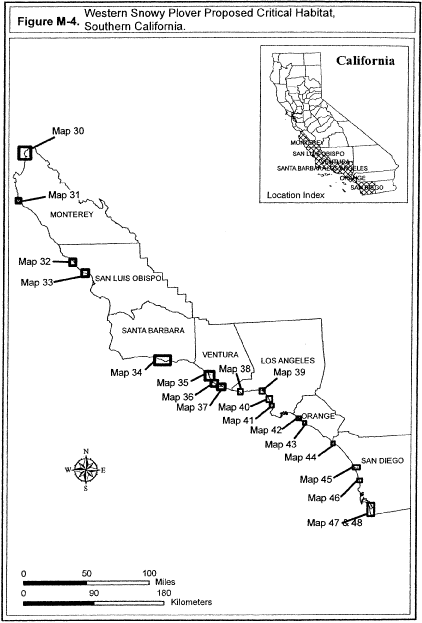 Figure M-4. Western Snowy Plover Proposed Critical Habitat,
Southern California.
California
MONTEREY
SAN LUIS OBISPO
VENTURA
SANTA BARBARA LOS ANGELES
ORANGE
SAN DIEGO
Location Index
Map 30
Map 31
MONTEREY
Map 32
Map 33
SAN LUIS OBISPO
SANTA BARBARA
Map 34
VENTURA
Map 38
LOS ANGELES
Map 39
Map 35
Map 36
Map 37
Map 40
Map 41
ORANGE
Map 42
Map 43
Map 44
SAN DIEGO
Map 45
Map 46
Map 47 & 48
N
W E
S
0 50 100
Miles
0 90 180
Kilometers